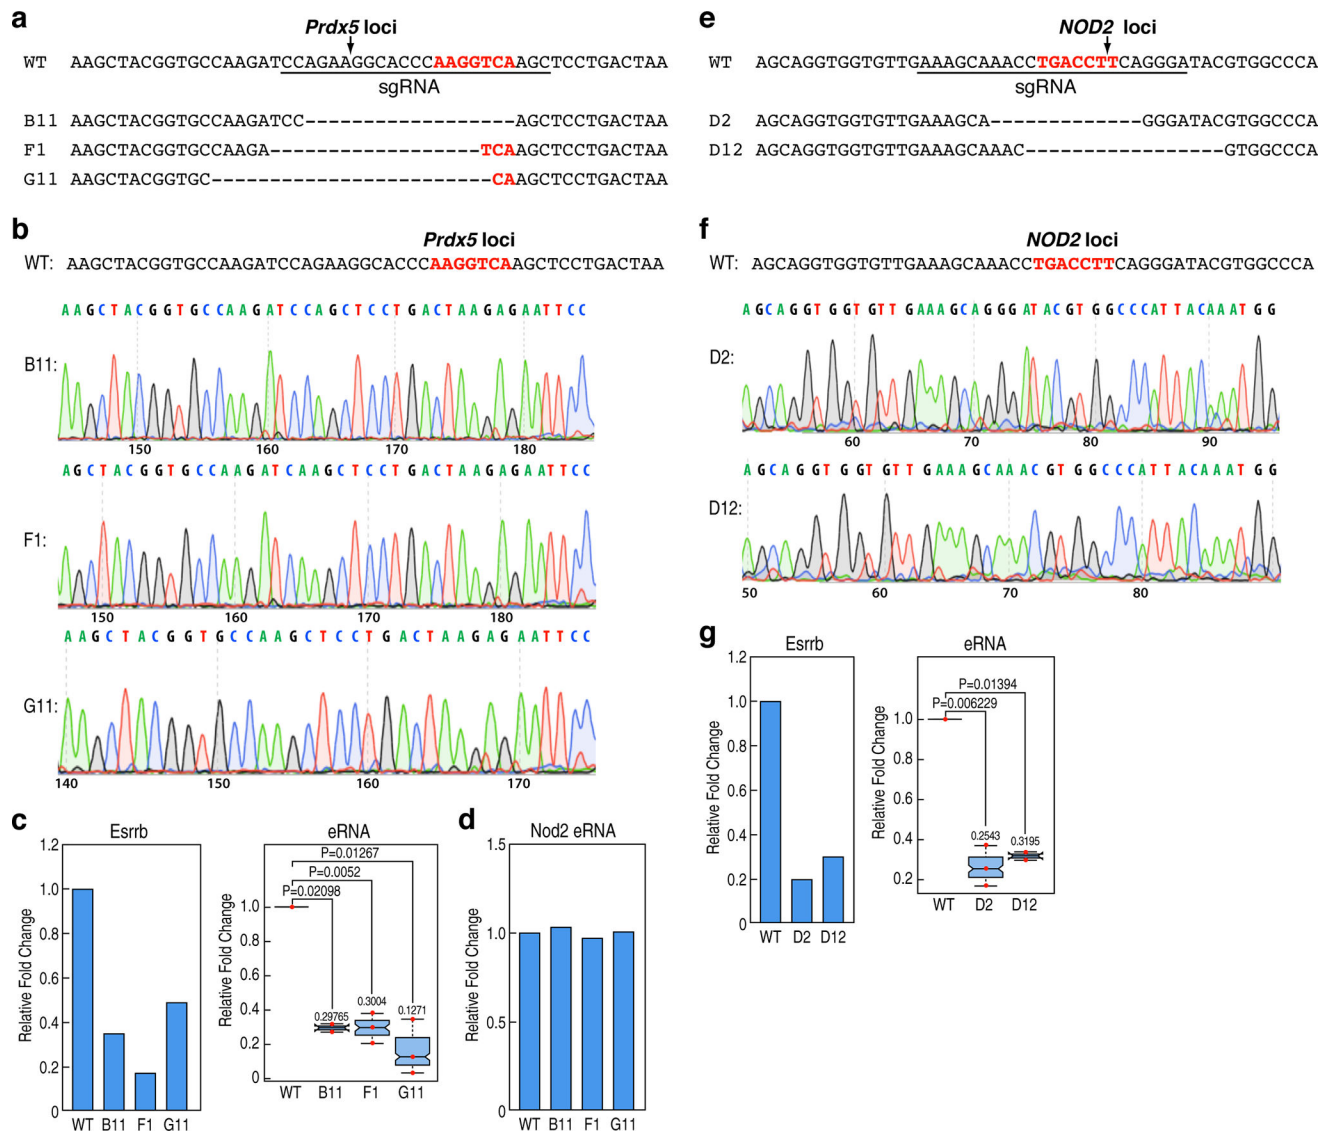 a
Prdx5 loci
WT AAGCTACGGTGCCAAGATCCAGAAGGCACCCAAGGTCAAGCTCCTGACTAA
sgRNA
B11 AAGCTACGGTGCCAAGATCC------------------AGCTCCTGACTAA
F1 AAGCTACGGTGCCAAGA------------------TCAAGCTCCTGACTAA
G11 AAGCTACGGTGC------------------------CAAGCTCCTGACTAA
b
Prdx5 loci
WT: AAGCTACGGTGCCAAGATCCAGAAGGCACCCAAGGTCAAGCTCCTGACTAA
AAGCTACGGTGCCAAGATCCAGCTCCTGACTAAGAGAATTCC
B11:
150 160 170 180
AGCTACGGTGCCAAGATCAAGCTCCTGACTAAGAGAATTCC
F1:
150 160 170 180
AAGCTACGGTGCCAAGCTCCTGACTAAGAGAATTCC
G11:
140 150 160 170
c
Esrrb
Relative Fold Change
1.2
1.0
0.8
0.6
0.4
0.2
0
WT B11 F1 G11
eRNA
Relative Fold Change
P=0.01267
P=0.0052
P=0.02098
1.0
0.8
0.6
0.4
0.2
0
0.29765
0.3004
0.1271
WT B11 F1 G11
d
Nod2 eRNA
Relative Fold Change
1.5
1.0
0.5
0
WT B11 F1 G11
e
NOD2 loci
WT AGCAGGTGGTGTTGAAAGCAAACCTGACCTTCAGGGATACGTGGCCCA
sgRNA
D2 AGCAGGTGGTGTTGAAAGCA-------------GGGATACGTGGCCCA
D12 AGCAGGTGGTGTTGAAAGCAAAC-----------------GTGGCCCA
f
NOD2 loci
WT: AGCAGGTGGTGTTGAAAGCAAACCTGACCTTCAGGGATACGTGGCCCA
AGCAGGTGGTGTTGAAAGCAGGGATACGTGGCCCATTACAAATGG
D2:
60 70 80 90
AGCAGGTGGTGTTGAAAGCAAACGTGGCCCATTACAAATGG
D12:
50 60 70 80
g
Esrrb
Relative Fold Change
1.2
1.0
0.8
0.6
0.4
0.2
0
WT D2 D12
eRNA
Relative Fold Change
P=0.01394
P=0.006229
1.0
0.8
0.6
0.4
0.2
0.2543
0.3195
WT D2 D12